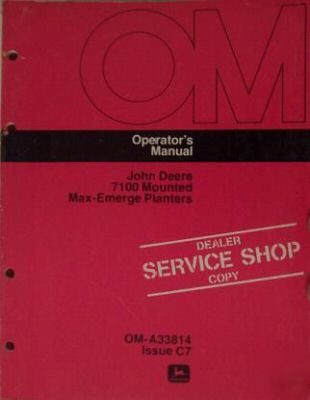 OM
Operator's
Manual
John Deere
7100 Mounted
Max-Emerge Planters
DEALER
SERVICE SHOP
COPY
OM-A33814
Issue C7